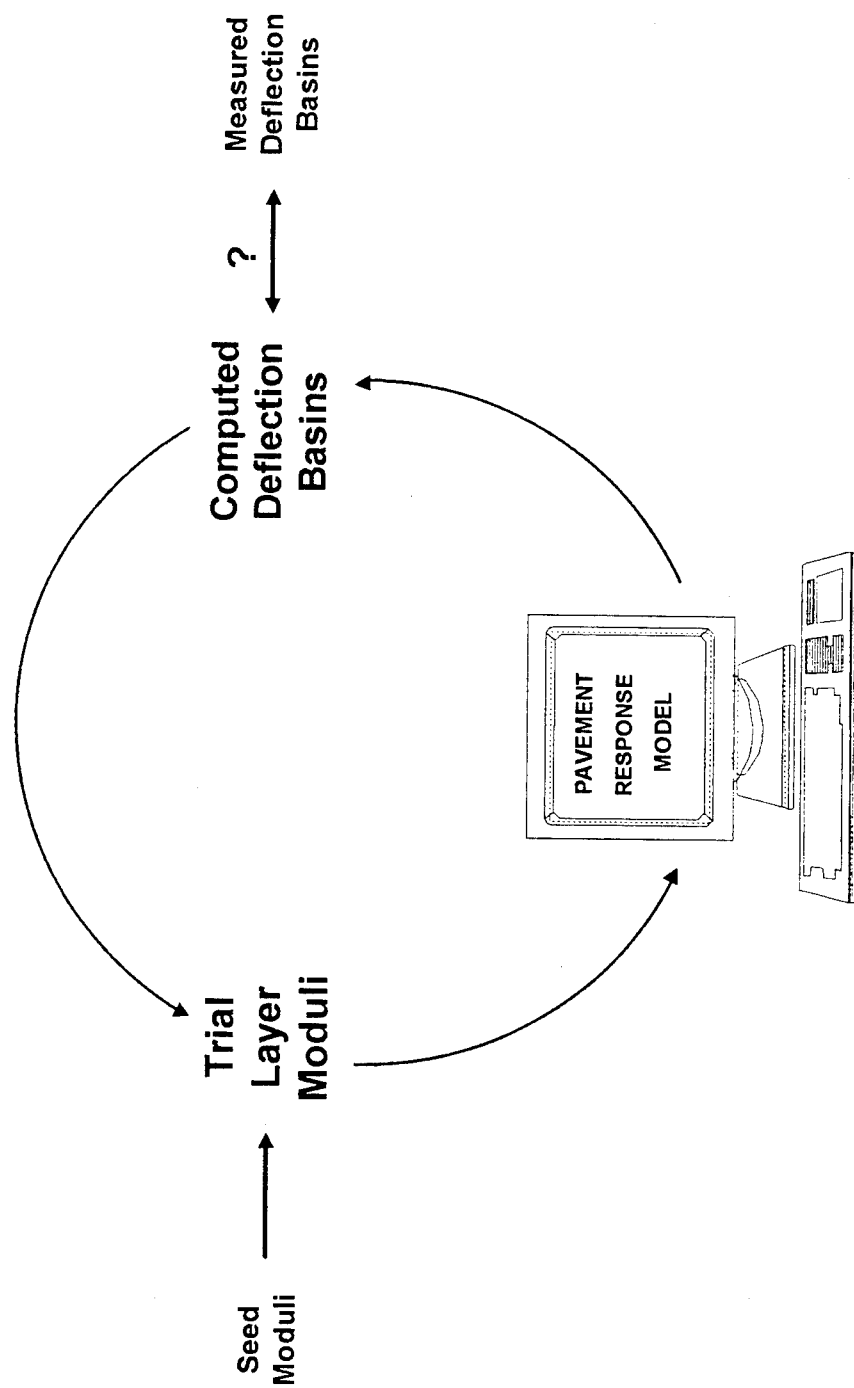 Seed
Moduli
Trial
Layer
Moduli
PAVEMENT
RESPONSE
MODEL
Computed
Deflection
Basins
?
Measured
Deflection
Basins